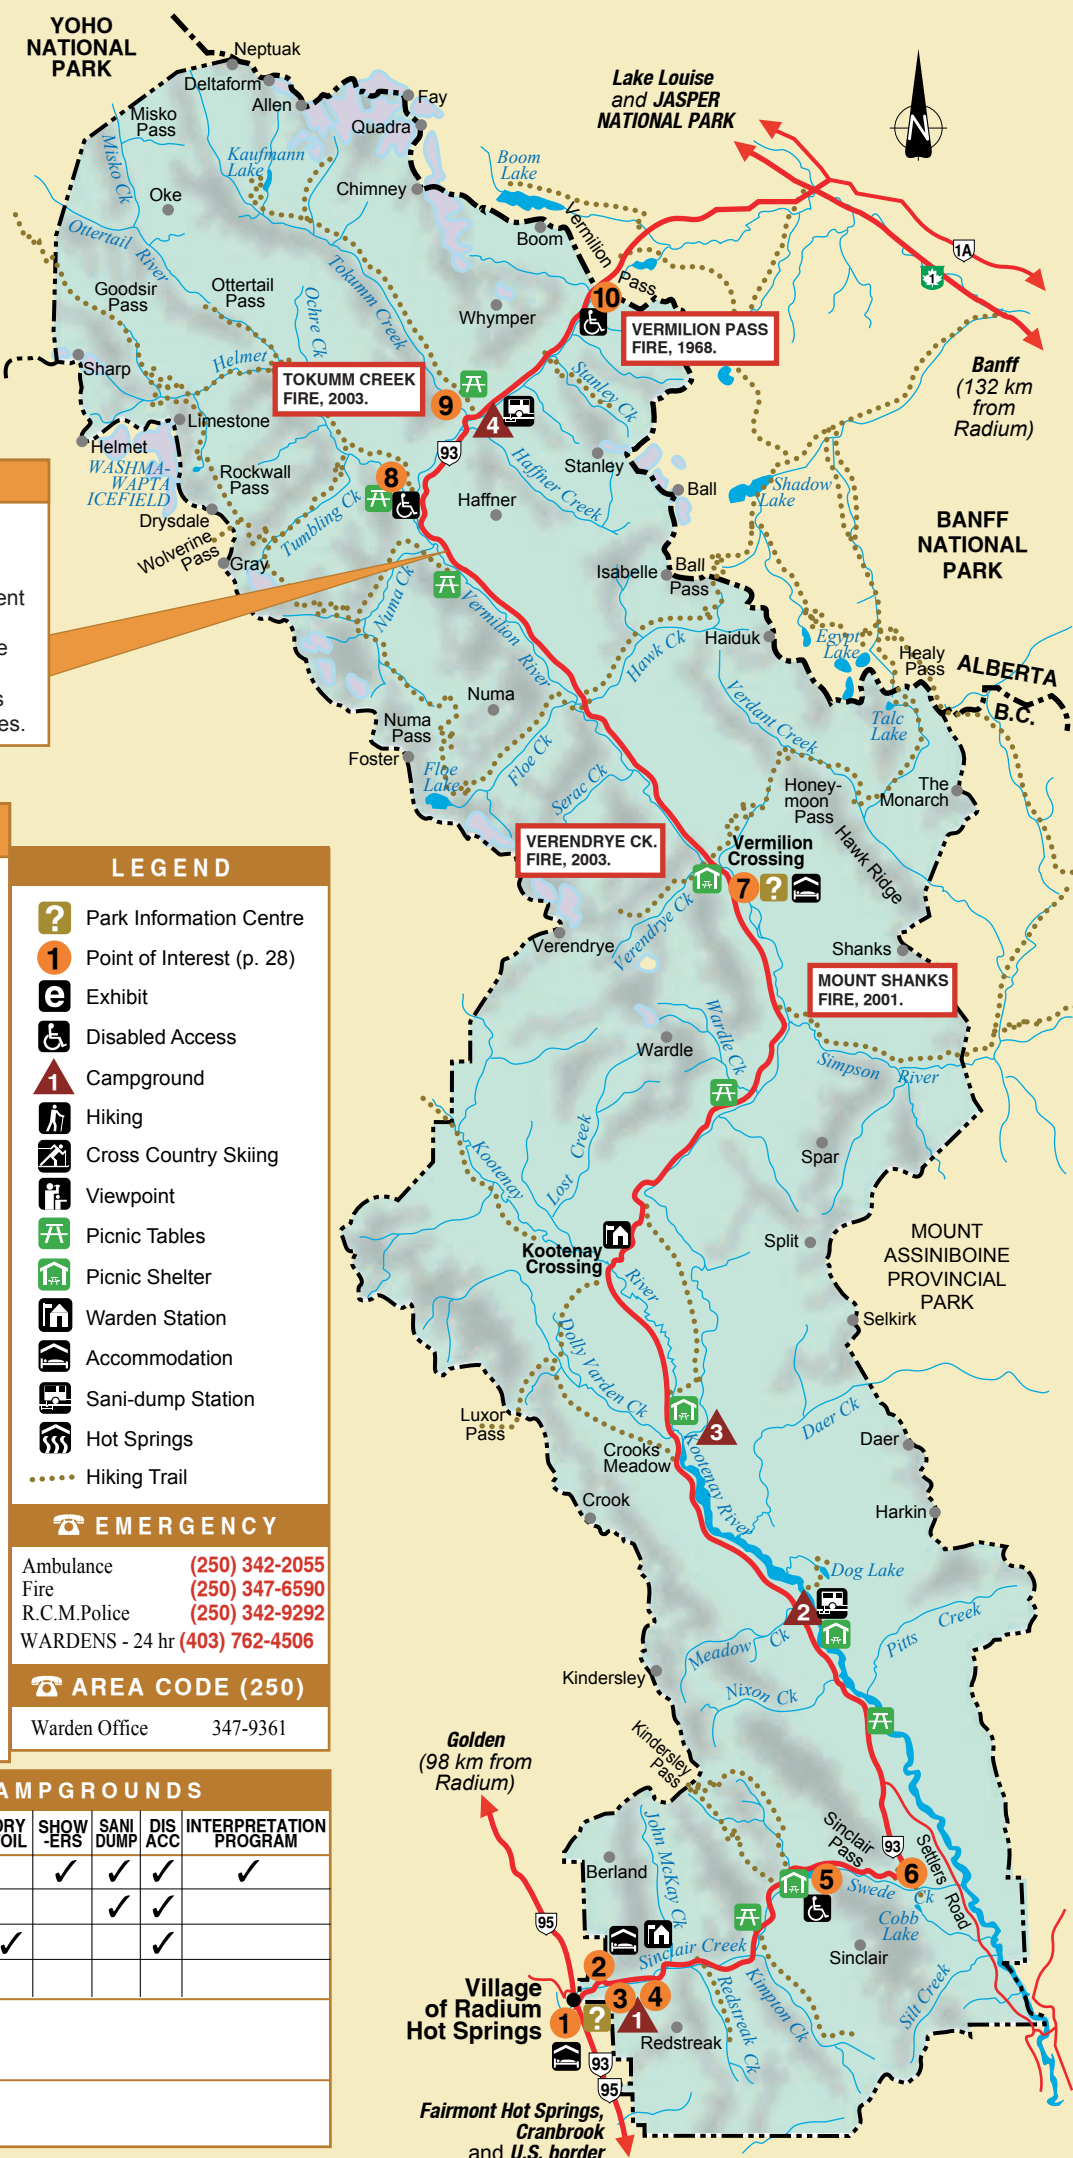 YOHO
NATIONAL
PARK
Neptuak
Deltaform
Allen
Fay
Quadra
Misko
Pass
Misko Ck
Kaufmann
Lake
Chimney
Oke
Ottertail
River
Goodsir
Pass
Ottertail
Pass
Ochre Ck
Tokumm Creek
Helmet
Sharp
Lake Louise
and JASPER
NATIONAL PARK
N
Boom
Lake
Boom
Vermilion
Pass
1A
1
Whymper
10
VERMILION PASS
FIRE, 1968.
Banff
(132 km
from
Radium)
TOKUMM CREEK
FIRE, 2003.
9
4
93
Stanley Ck
Limestone
Helmet
WASHMA-
WAPTA
ICEFIELD
Rockwall
Pass
8
Haffner Creek
Haffner
Stanley
Ball
Shadow
Lake
Drysdale
Wolverine
Pass
Gray
Tumbling Ck
BANFF
NATIONAL
PARK
Isabelle
Ball
Pass
Numa Ck
Vermilion
River
Hawk Ck
Haiduk
Egypt
Lake
Healy
Pass
ALBERTA
B.C.
ent
e
s
es.
Numa
Verdant Creek
Talc
Lake
Numa
Pass
Foster
Floe
Lake
Floe Ck
Serac Ck
Honey-
moon
Pass
The
Monarch
Hawk Ridge
VERENDRYE CK.
FIRE, 2003.
Vermilion
Crossing
7
?
Verendrye
Verendrye Ck
Shanks
MOUNT SHANKS
FIRE, 2001.
Wardle
Wardle Ck
Simpson River
Spar
Kootenay
Lost Creek
Kootenay
Crossing
River
Split
MOUNT
ASSINIBOINE
PROVINCIAL
PARK
Selkirk
Dolly Varden Ck
Luxor
Pass
3
Crooks
Meadow
Kootenay River
Daer Ck
Daer
Crook
Harkin
Dog Lake
2
Meadow Ck
Pitts Creek
Kindersley
Nixon Ck
Golden
(98 km from
Radium)
Kindersley
Pass
Sinclair
Pass
93
Settlers Road
John McKay Ck
Berland
5
6
Swede Ck
Cobb
Lake
Sinclair
95
Sinclair Creek
2
Village
of Radium
Hot Springs
1
?
3
4
1
Redstreak
Redstreak Ck
Kimpton Ck
Silt Creek
93
95
Fairmont Hot Springs,
Cranbrook
and U.S. border
LEGEND
? Park Information Centre
1 Point of Interest (p. 28)
e Exhibit
Disabled Access
1 Campground
Hiking
Cross Country Skiing
Viewpoint
Picnic Tables
Picnic Shelter
Warden Station
Accommodation
Sani-dump Station
Hot Springs
Hiking Trail
EMERGENCY
Ambulance (250) 342-2055
Fire (250) 347-6590
R.C.M.Police (250) 342-9292
WARDENS - 24 hr (403) 762-4506
AREA CODE (250)
Warden Office 347-9361
AMPGROUNDS
DRY SHOW SANI DIS INTERPRETATION
TOIL -ERS DUMP ACC PROGRAM
✓ ✓ ✓ ✓
✓ ✓
✓ ✓